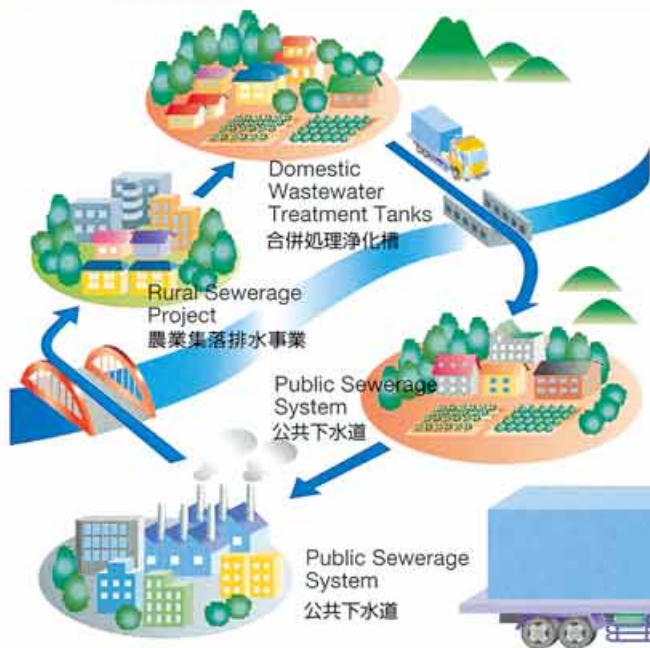 Domestic
Wastewater
Treatment Tanks
合併処理浄化槽
Rural Sewerage
Project
農業集落排水事業
Public Sewerage
System
公共下水道
Public Sewerage
System
公共下水道